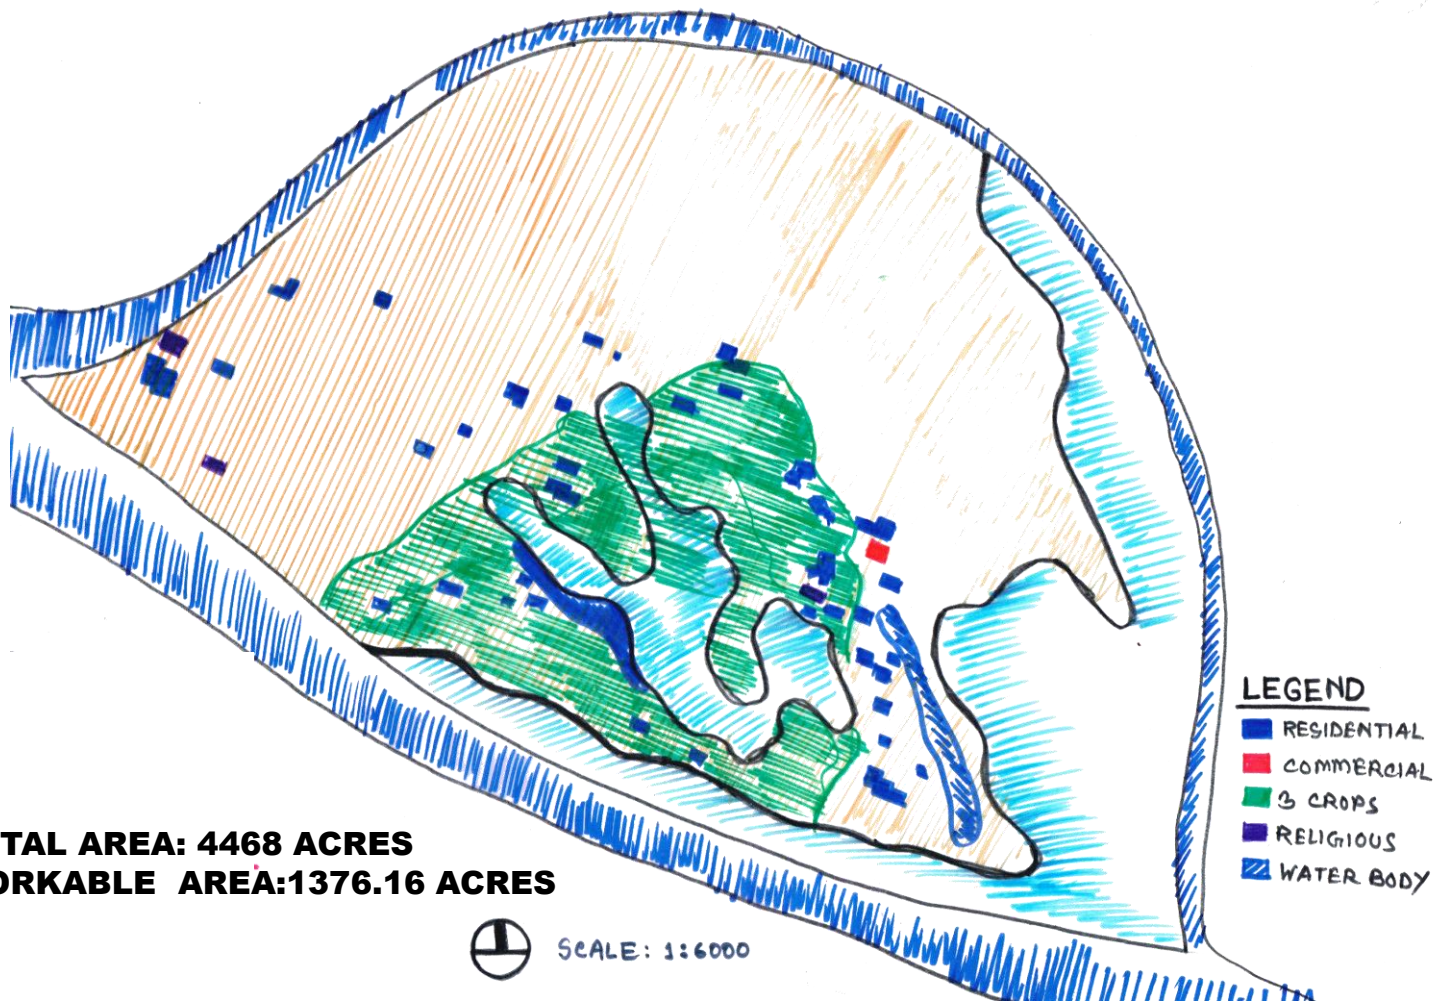 LEGEND
RESIDENTIAL
COMMERCIAL
3 CROPS
RELIGIOUS
WATER BODY
TAL AREA: 4468 ACRES
ORKABLE AREA:1376.16 ACRES
SCALE: 1:6000